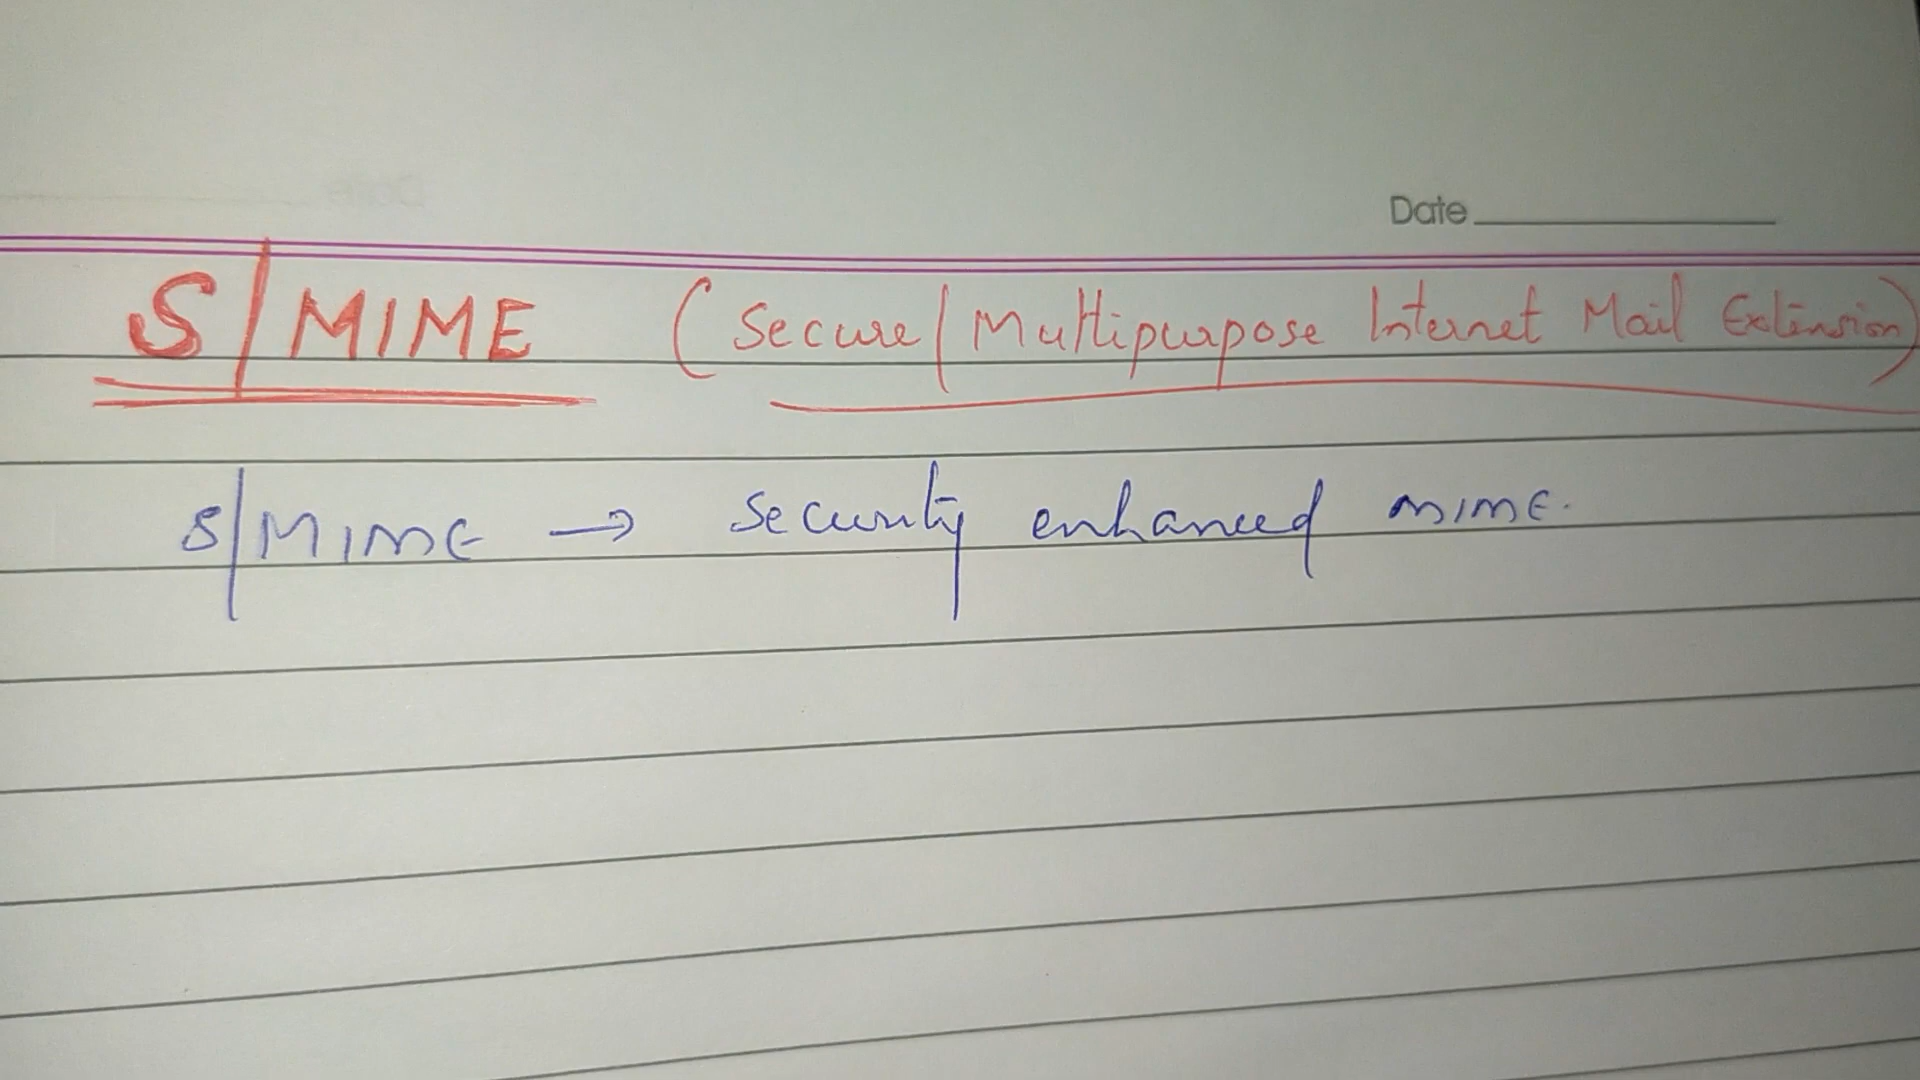 Date
S/MIME (Secure/Multipurpose Internet Mail Extension)
S/MIME → Security enhanced MIME.